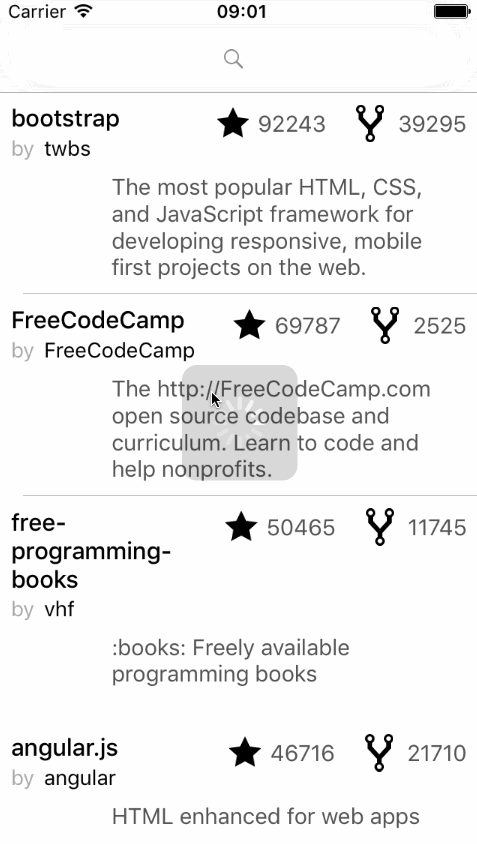 Carrier 09:01
bootstrap 92243 39295
by twbs
The most popular HTML, CSS,
and JavaScript framework for
developing responsive, mobile
first projects on the web.
FreeCodeCamp 69787 2525
by FreeCodeCamp
The http://FreeCodeCamp.com
open source codebase and
curriculum. Learn to code and
help nonprofits.
free- 50465 11745
programming-
books
by vhf
:books: Freely available
programming books
angular.js 46716 21710
by angular
HTML enhanced for web apps